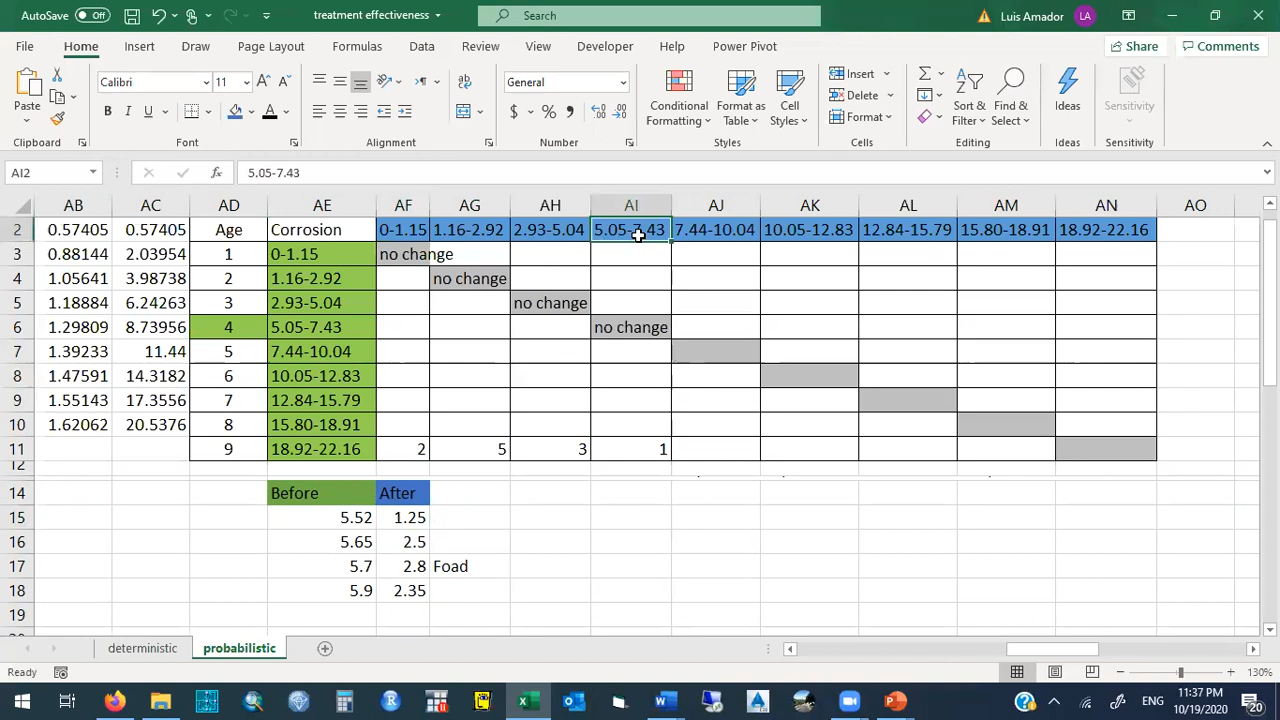 AutoSave Off treatment effectiveness Search Luis Amador LA
File Home Insert Draw Page Layout Formulas Data Review View Developer Help Power Pivot Share Comments
Paste Calibri 11 General Conditional Formatting Format as Table Cell Styles Insert Delete Format Sort & Filter Find & Select Ideas Sensitivity
Clipboard Font Alignment Number Styles Cells Editing Ideas Sensitivity
AI2 fx 5.05-7.43
AB AC AD AE AF AG AH AI AJ AK AL AM AN AO
2 0.57405 0.57405 Age Corrosion 0-1.15 1.16-2.92 2.93-5.04 5.05-7.43 7.44-10.04 10.05-12.83 12.84-15.79 15.80-18.91 18.92-22.16
3 0.88144 2.03954 1 0-1.15 no change
4 1.05641 3.98738 2 1.16-2.92 no change
5 1.18884 6.24263 3 2.93-5.04 no change
6 1.29809 8.73956 4 5.05-7.43 no change
7 1.39233 11.44 5 7.44-10.04
8 1.47591 14.3182 6 10.05-12.83
9 1.55143 17.3556 7 12.84-15.79
10 1.62062 20.5376 8 15.80-18.91
11 9 18.92-22.16 2 5 3 1
12
14 Before After
15 5.52 1.25
16 5.65 2.5
17 5.7 2.8 Foad
18 5.9 2.35
19
deterministic probabilistic
Ready 130%
ENG 11:37 PM 10/19/2020 20